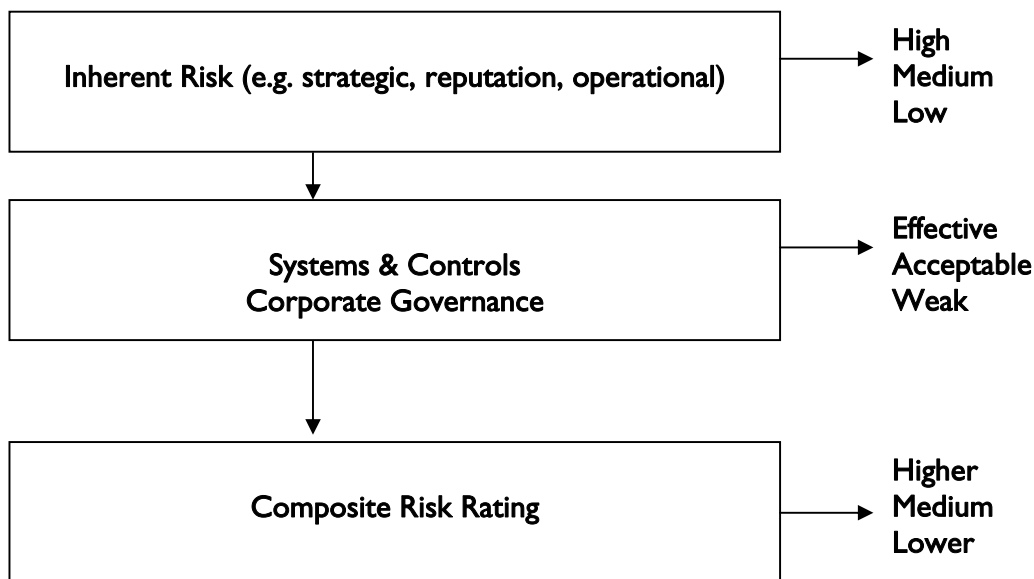 Inherent Risk (e.g. strategic, reputation, operational)
High
Medium
Low
Systems & Controls
Corporate Governance
Effective
Acceptable
Weak
Composite Risk Rating
Higher
Medium
Lower